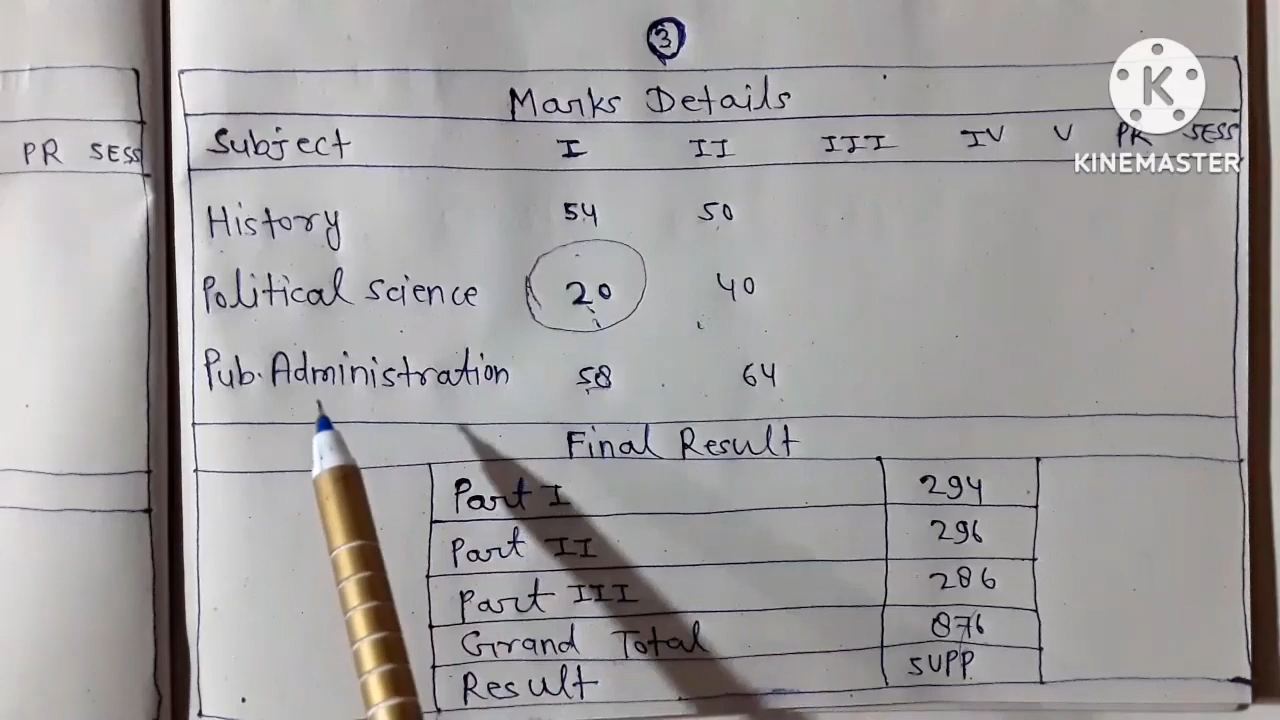 3
Marks Details
PR SESS
Subject I II III IV V PR SESS
KINEMASTER
History 54 50
Political science 20 40
Pub. Administration 58 64
Final Result
Part I 294
Part II 296
Part III 286
Grand Total 876
Result SUPP.